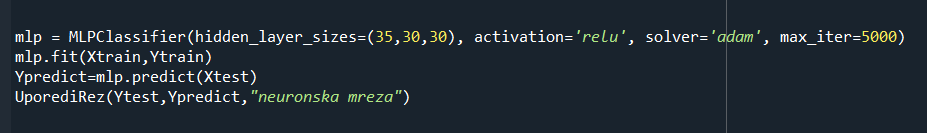 mlp = MLPClassifier(hidden_layer_sizes=(35,30,30), activation='relu', solver='adam', max_iter=5000)
mlp.fit(Xtrain,Ytrain)
Ypredict=mlp.predict(Xtest)
UporediRez(Ytest,Ypredict,"neuronska mreza")